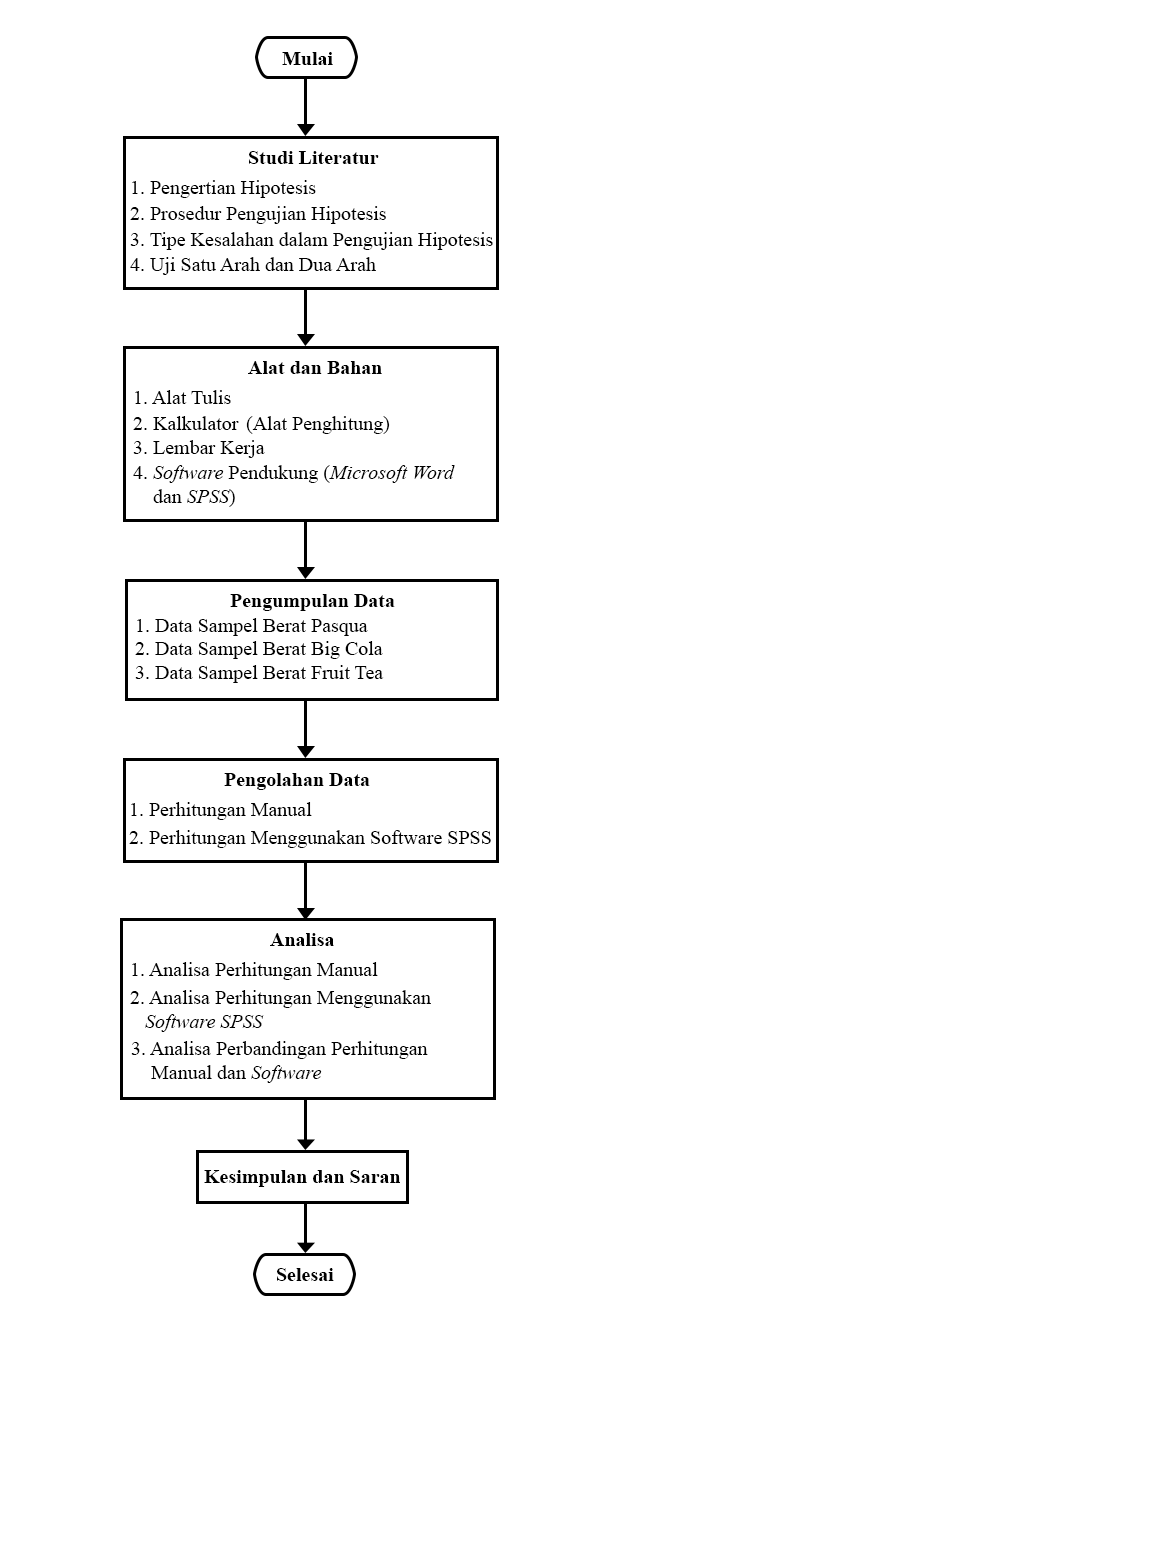 Mulai
Studi Literatur
1. Pengertian Hipotesis
2. Prosedur Pengujian Hipotesis
3. Tipe Kesalahan dalam Pengujian Hipotesis
4. Uji Satu Arah dan Dua Arah
Alat dan Bahan
1. Alat Tulis
2. Kalkulator (Alat Penghitung)
3. Lembar Kerja
4. Software Pendukung (Microsoft Word
dan SPSS)
Pengumpulan Data
1. Data Sampel Berat Pasqua
2. Data Sampel Berat Big Cola
3. Data Sampel Berat Fruit Tea
Pengolahan Data
1. Perhitungan Manual
2. Perhitungan Menggunakan Software SPSS
Analisa
1. Analisa Perhitungan Manual
2. Analisa Perhitungan Menggunakan
Software SPSS
3. Analisa Perbandingan Perhitungan
Manual dan Software
Kesimpulan dan Saran
Selesai